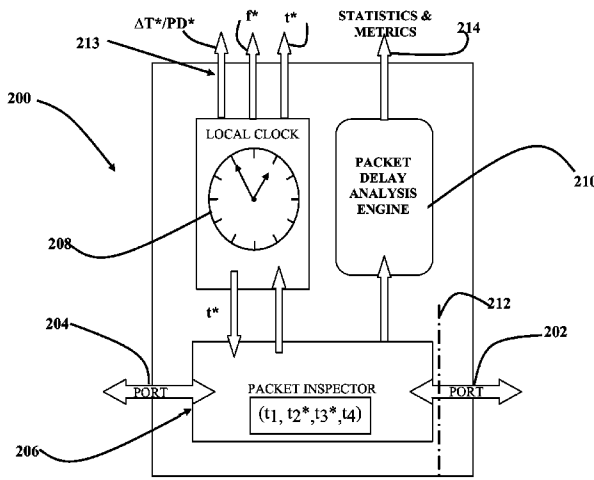 STATISTICS &
METRICS
ΔT*/PD*
f*
t*
213
214
200
LOCAL CLOCK
PACKET
DELAY
ANALYSIS
ENGINE
210
208
212
t*
204
202
PORT
PORT
PACKET INSPECTOR
(t1, t2*,t3*,t4)
206